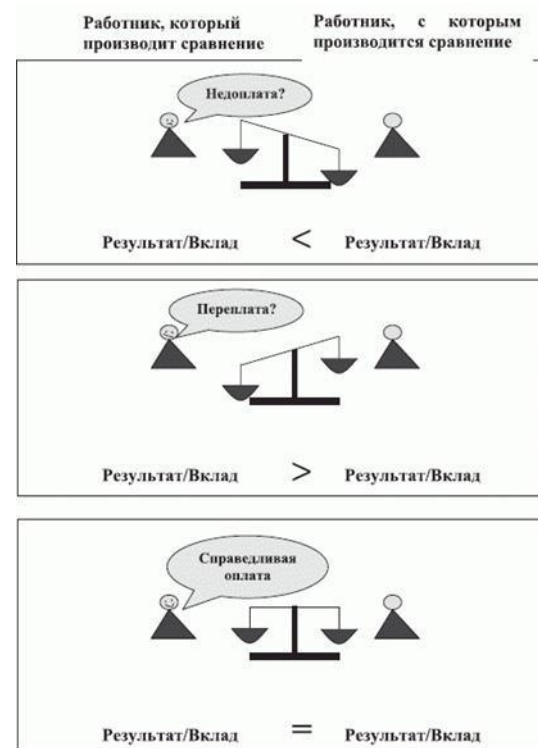 Работник, который
производит сравнение
Работник, с которым
производится сравнение
Недоплата?
Результат/Вклад < Результат/Вклад
Переплата?
Результат/Вклад > Результат/Вклад
Справедливая
оплата
Результат/Вклад = Результат/Вклад